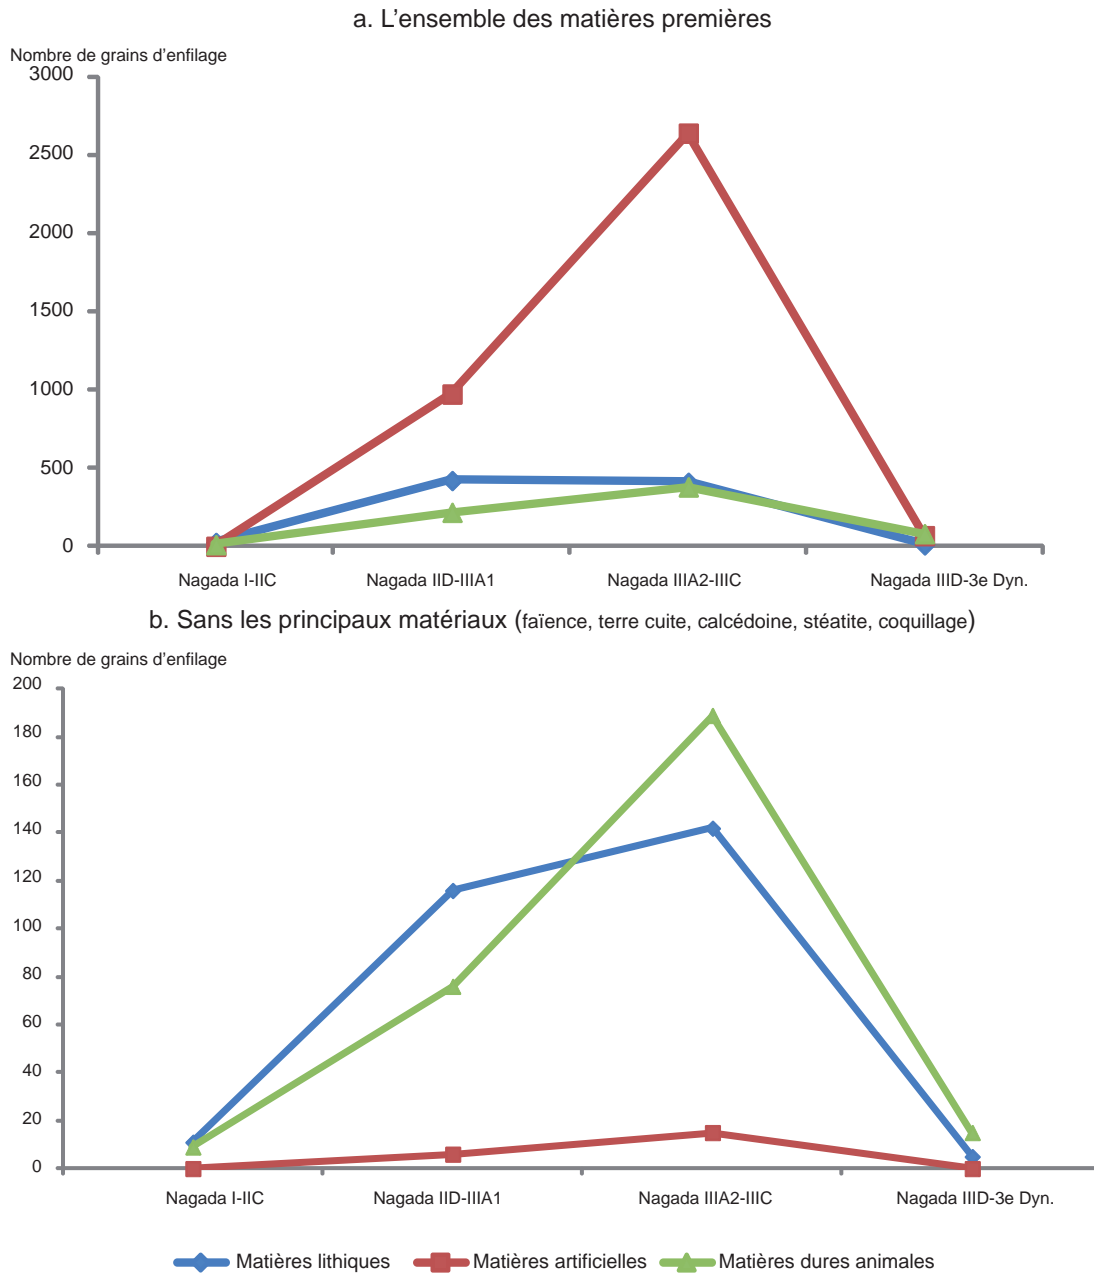 a. L’ensemble des matières premières
Nombre de grains d’enfilage
3000
2500
2000
1500
1000
500
0
Nagada I-IIC
Nagada IID-IIIA1
Nagada IIIA2-IIIC
Nagada IIID-3e Dyn.
b. Sans les principaux matériaux (faïence, terre cuite, calcédoine, stéatite, coquillage)
Nombre de grains d’enfilage
200
180
160
140
120
100
80
60
40
20
0
Nagada I-IIC
Nagada IID-IIIA1
Nagada IIIA2-IIIC
Nagada IIID-3e Dyn.
Matières lithiques
Matières artificielles
Matières dures animales